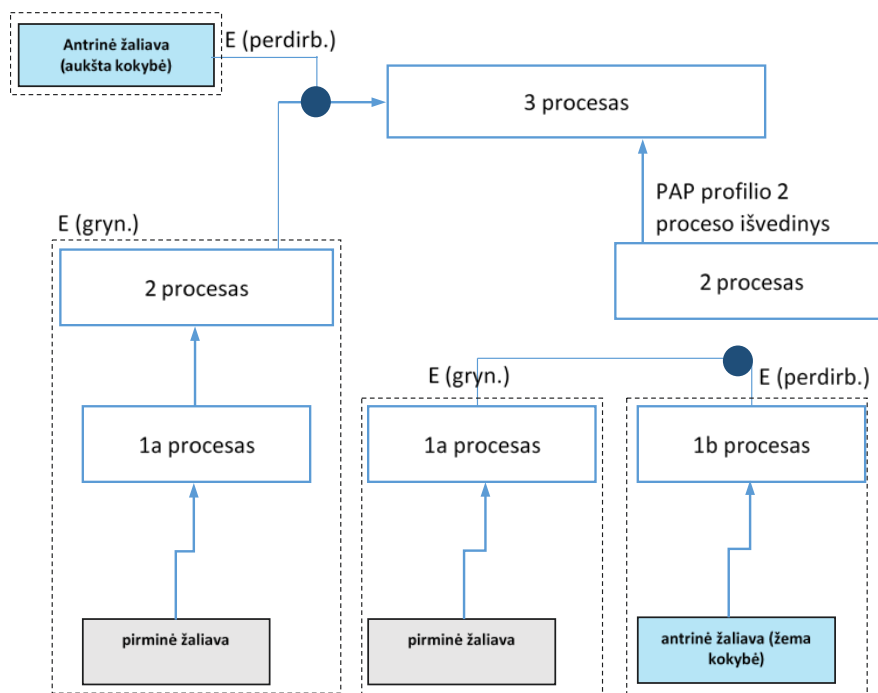 Antrinė žaliava
(aukšta kokybė)
E (perdirb.)
3 procesas
PAP profilio 2
proceso išvedinys
E (gryn.)
2 procesas
2 procesas
E (gryn.)
E (perdirb.)
1a procesas
1a procesas
1b procesas
pirminė žaliava
pirminė žaliava
antrinė žaliava (žema
kokybė)